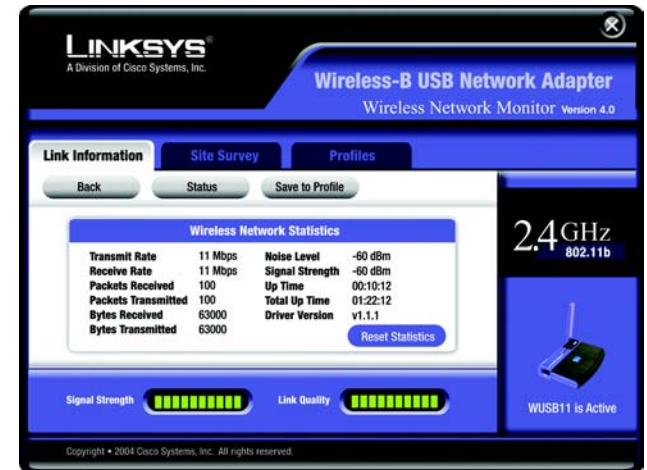 LINKSYS®
A Division of Cisco Systems, Inc.
Wireless-B USB Network Adapter
Wireless Network Monitor Version 4.0
Link Information Site Survey Profiles
Back Status Save to Profile
Wireless Network Statistics
Transmit Rate 11 Mbps Noise Level -60 dBm
Receive Rate 11 Mbps Signal Strength -60 dBm
Packets Received 100 Up Time 00:10:12
Packets Transmitted 100 Total Up Time 01:22:12
Bytes Received 63000 Driver Version v1.1.1
Bytes Transmitted 63000
Reset Statistics
2.4GHz
802.11b
Signal Strength Link Quality
WUSB11 is Active
Copyright • 2004 Cisco Systems, Inc. All rights reserved.